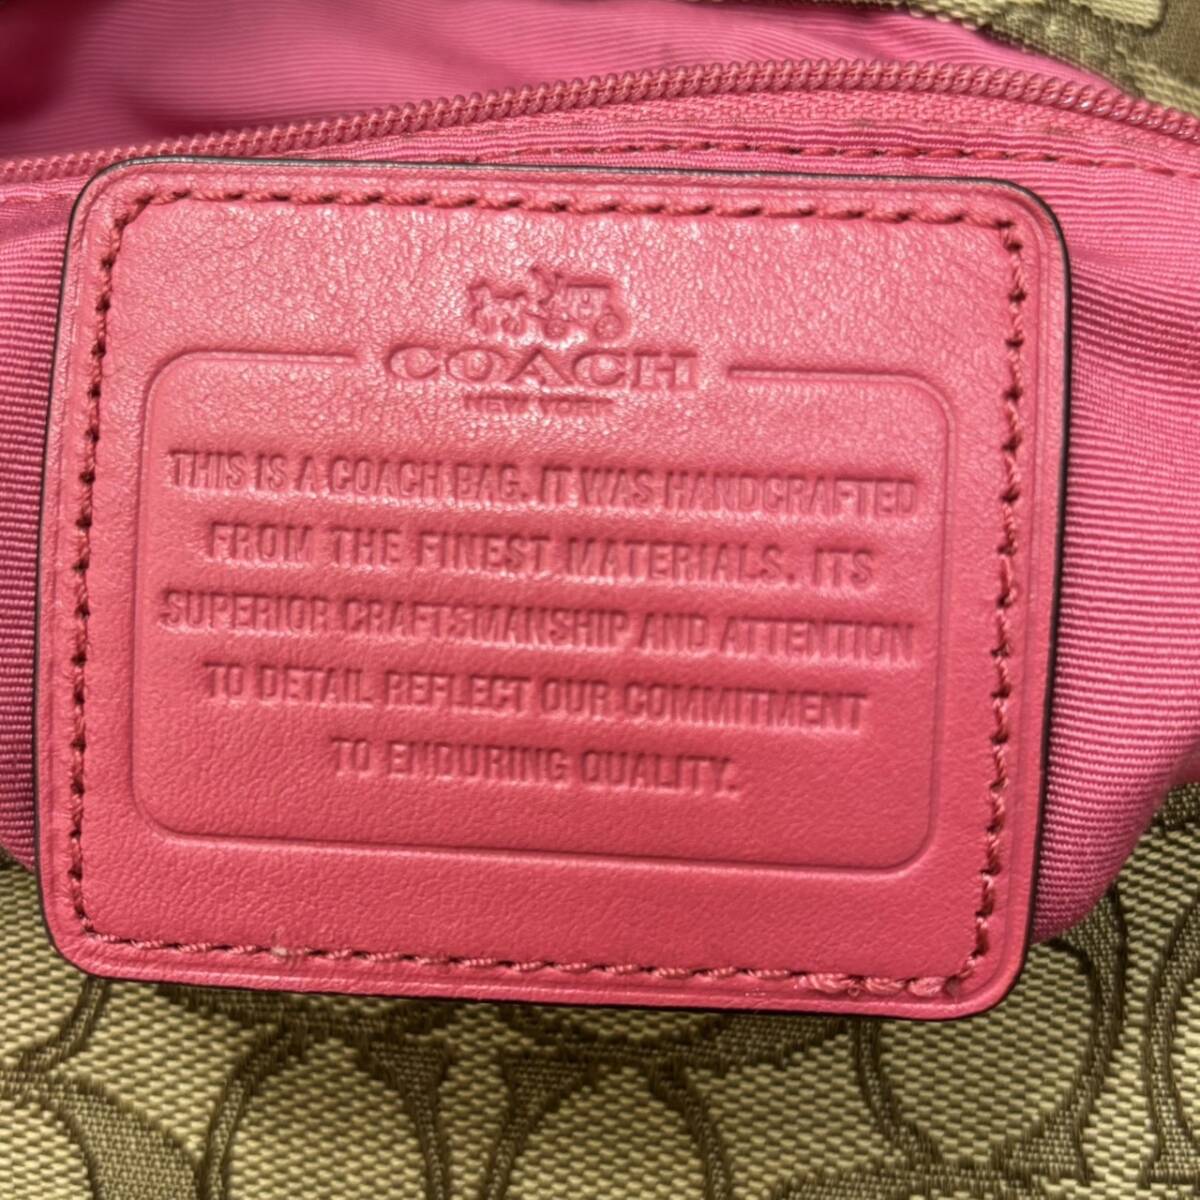 COACH
NEW YORK
THIS IS A COACH BAG. IT WAS HANDCRAFTED
FROM THE FINEST MATERIALS. ITS
SUPERIOR CRAFTSMANSHIP AND ATTENTION
TO DETAIL REFLECT OUR COMMITMENT
TO ENDURING QUALITY.